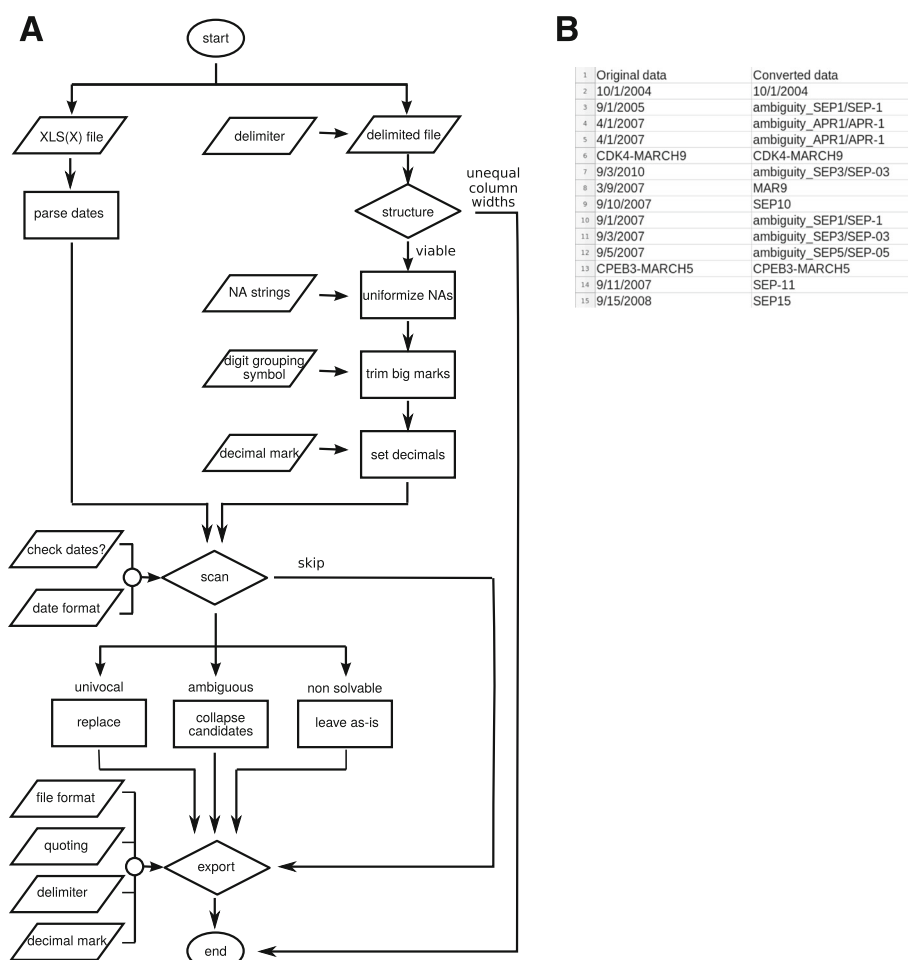 A
start
XLS(X) file
delimiter
delimited file
parse dates
structure
unequal
column
widths
viable
NA strings
uniformize NAs
digit grouping
symbol
trim big marks
decimal mark
set decimals
check dates?
date format
scan
skip
univocal
ambiguous
non solvable
replace
collapse
candidates
leave as-is
file format
quoting
delimiter
decimal mark
export
end
B
1 Original data Converted data
2 10/1/2004 10/1/2004
3 9/1/2005 ambiguity_SEP1/SEP-1
4 4/1/2007 ambiguity_APR1/APR-1
5 4/1/2007 ambiguity_APR1/APR-1
6 CDK4-MARCH9 CDK4-MARCH9
7 9/3/2010 ambiguity_SEP3/SEP-03
8 3/9/2007 MAR9
9 9/10/2007 SEP10
10 9/1/2007 ambiguity_SEP1/SEP-1
11 9/3/2007 ambiguity_SEP3/SEP-03
12 9/5/2007 ambiguity_SEP5/SEP-05
13 CPEB3-MARCH5 CPEB3-MARCH5
14 9/11/2007 SEP-11
15 9/15/2008 SEP15